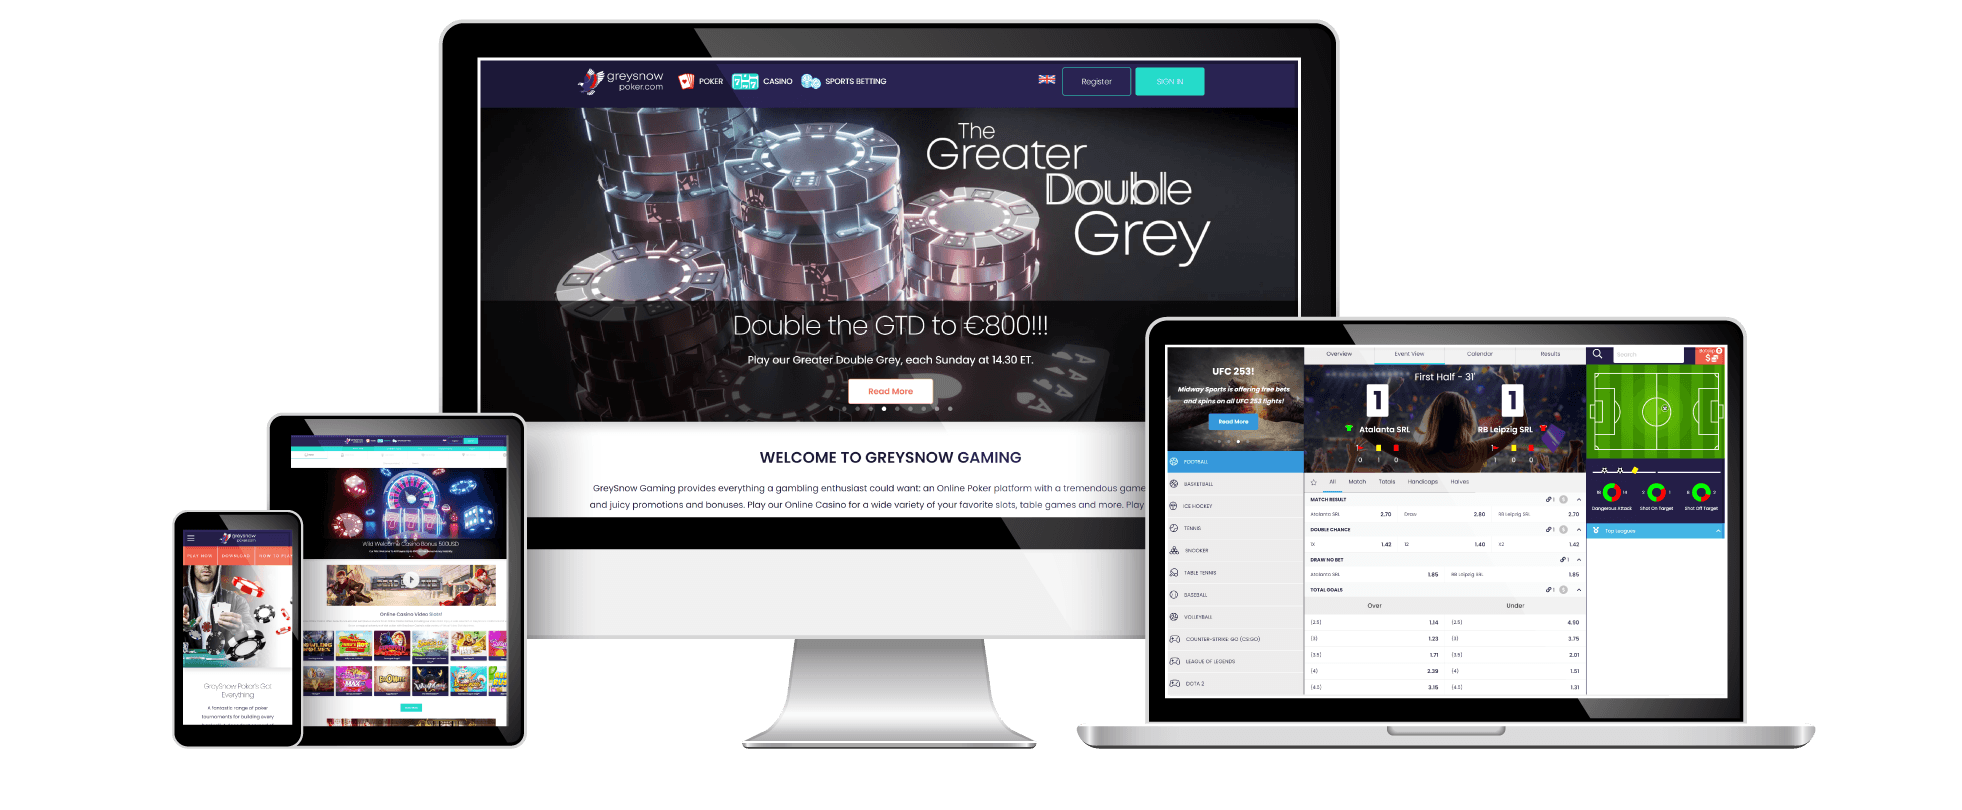 greysnow
poker.com
POKER
CASINO
SPORTS BETTING
Register
SIGN IN
The
Greater
Double
Grey
Double the GTD to €800!!!
Play our Greater Double Grey, each Sunday at 14.30 ET.
Read More
WELCOME TO GREYSNOW GAMING
GreySnow Gaming provides everything a gambling enthusiast could want: an Online Poker platform with a tremendous game
and juicy promotions and bonuses. Play our Online Casino for a wide variety of your favorite slots, table games and more. Play
greysnow
poker.com
PLAY NOW
DOWNLOAD
HOW TO PLAY
GreySnow Poker's Got
Everything
A fantastic range of poker
tournaments for building every
Wild Welcome Casino Bonus 500USD
Online Casino Video Slots!
UFC 253!
Midway Sports is offering free bets
and spins on all UFC 253 fights!
Read More
FOOTBALL
BASKETBALL
ICE HOCKEY
TENNIS
SNOOKER
TABLE TENNIS
BASEBALL
VOLLEYBALL
COUNTER-STRIKE: GO (CS:GO)
LEAGUE OF LEGENDS
DOTA 2
Overview Event View Calendar Results
First Half - 31'
1 1
Atalanta SRL RB Leipzig SRL
0 1 0 1 0 0
All Match Totals Handicaps Halves
MATCH RESULT
Atalanta SRL 2.70 Draw 2.80 RB Leipzig SRL 2.70
DOUBLE CHANCE
1X 1.42 12 1.40 X2 1.42
DRAW NO BET
Atalanta SRL 1.85 RB Leipzig SRL 1.85
TOTAL GOALS
Over Under
(2.5) 1.14 (2.5) 4.90
(3) 1.23 (3) 3.75
(3.5) 1.71 (3.5) 2.01
(4) 2.39 (4) 1.51
(4.5) 3.15 (4.5) 1.31
Search
Dangerous Attack Shot On Target Shot Off Target
Top Leagues